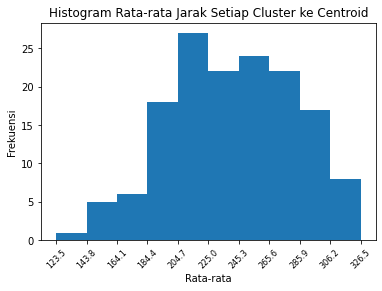 Histogram Rata-rata Jarak Setiap Cluster ke Centroid
Frekuensi
25
20
15
10
5
0
123.5 143.8 164.1 184.4 204.7 225.0 245.3 265.6 285.9 306.2 326.5
Rata-rata